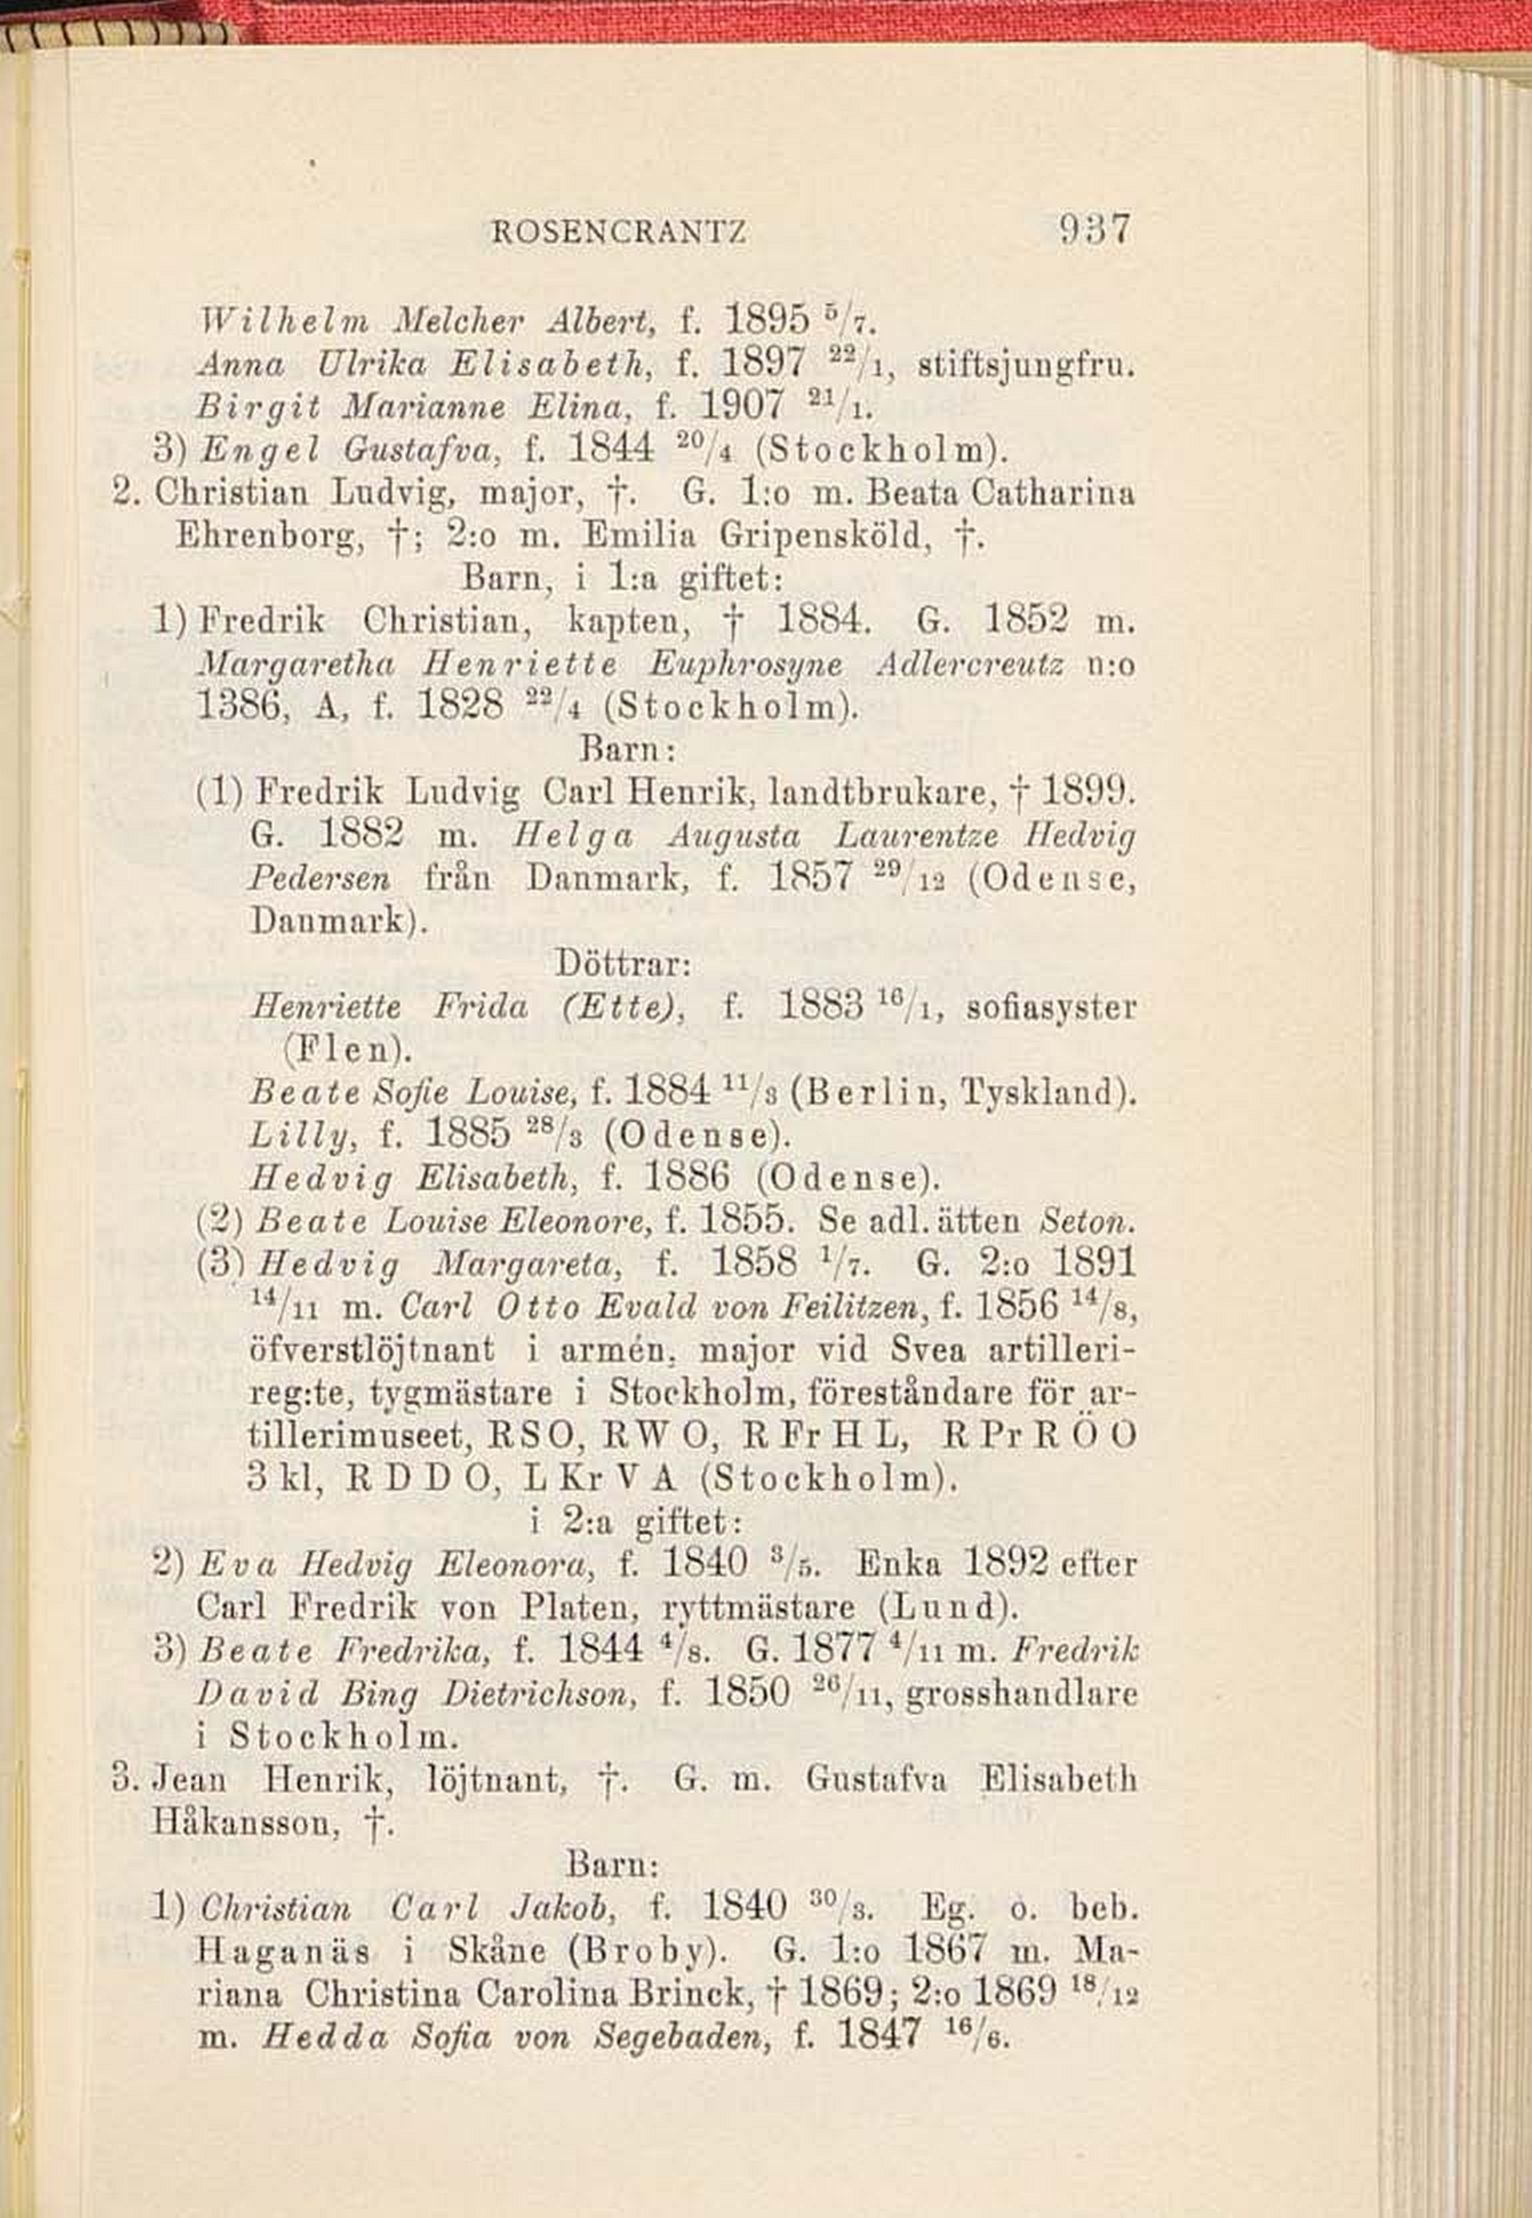 ROSENCRANTZ 937
Wilhelm Melcher Albert, f. 1895 5/7.
Anna Ulrika Elisabeth, f. 1897 22/1, stiftsjungfru.
Birgit Marianne Elina, f. 1907 21/1.
3) Engel Gustafva, f. 1844 20/4 (Stockholm).
2. Christian Ludvig, major, †. G. 1:o m. Beata Catharina
Ehrenborg, †; 2:o m. Emilia Gripensköld, †.
Barn, i 1:a giftet:
1) Fredrik Christian, kapten, † 1884. G. 1852 m.
Margaretha Henriette Euphrosyne Adlercreutz n:o
1386, A, f. 1828 22/4 (Stockholm).
Barn:
(1) Fredrik Ludvig Carl Henrik, landtbrukare, † 1899.
G. 1882 m. Helga Augusta Laurentze Hedvig
Pedersen från Danmark, f. 1857 29/12 (Odense,
Danmark).
Döttrar:
Henriette Frida (Ette), f. 1883 16/1, sofiasyster
(Flen).
Beate Sofie Louise, f. 1884 11/3 (Berlin, Tyskland).
Lilly, f. 1885 28/3 (Odense).
Hedvig Elisabeth, f. 1886 (Odense).
(2) Beate Louise Eleonore, f. 1855. Se adl. ätten Seton.
(3) Hedvig Margareta, f. 1858 1/7. G. 2:o 1891
14/11 m. Carl Otto Evald von Feilitzen, f. 1856 14/8,
öfverstlöjtnant i armén, major vid Svea artilleri-
reg:te, tygmästare i Stockholm, föreståndare för ar-
tillerimuseet, R S O, R W O, R Fr H L, R Pr R Ö O
3 kl, R D D O, L Kr V A (Stockholm).
i 2:a giftet:
2) Eva Hedvig Eleonora, f. 1840 3/5. Enka 1892 efter
Carl Fredrik von Platen, ryttmästare (Lund).
3) Beate Fredrika, f. 1844 4/8. G. 1877 4/11 m. Fredrik
David Bing Dietrichson, f. 1850 26/11, grosshandlare
i Stockholm.
3. Jean Henrik, löjtnant, †. G. m. Gustafva Elisabeth
Håkansson, †.
Barn:
1) Christian Carl Jakob, f. 1840 30/3. Eg. o. beb.
Haganäs i Skåne (Broby). G. 1:o 1867 m. Ma-
riana Christina Carolina Brinck, † 1869; 2:o 1869 18/12
m. Hedda Sofia von Segebaden, f. 1847 16/6.